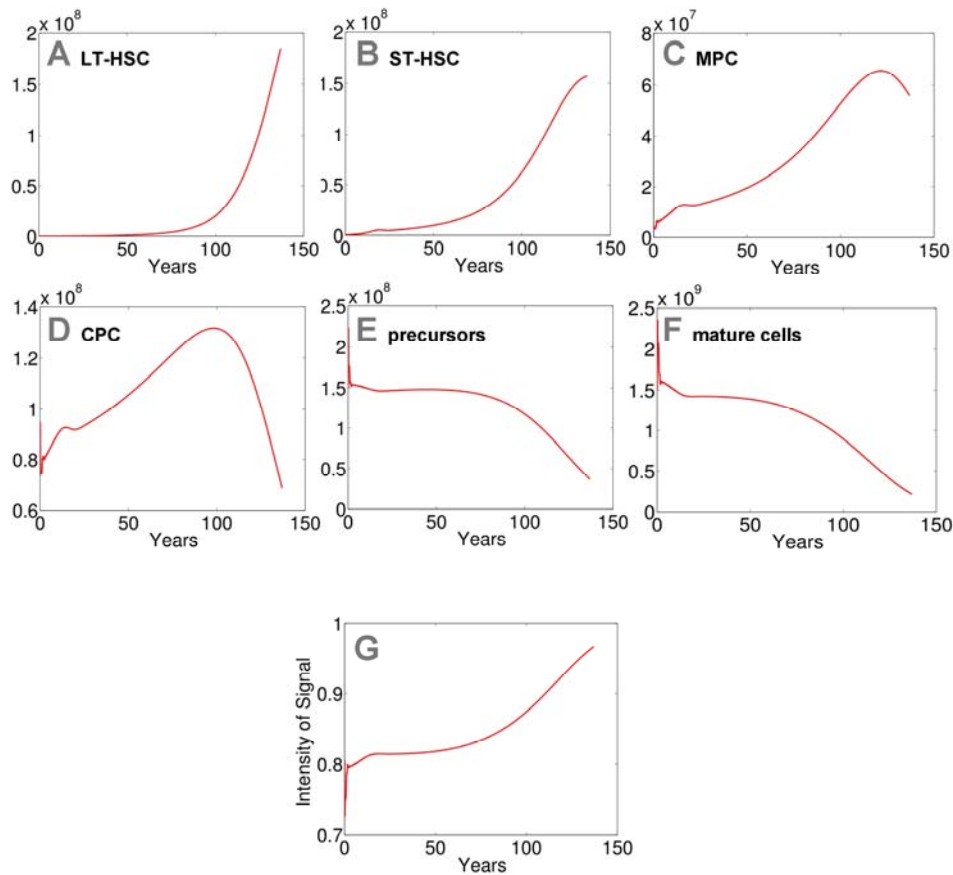 x 10^8
A LT-HSC
2
1.5
1
0.5
0
0 50 100 150
Years
x 10^8
B ST-HSC
2
1.5
1
0.5
0
0 50 100 150
Years
x 10^7
C MPC
8
6
4
2
0
0 50 100 150
Years
x 10^8
D CPC
1.4
1.2
1
0.8
0.6
0 50 100 150
Years
x 10^8
E precursors
2.5
2
1.5
1
0.5
0
0 50 100 150
Years
x 10^9
F mature cells
2.5
2
1.5
1
0.5
0
0 50 100 150
Years
G
Intensity of Signal
1
0.9
0.8
0.7
0 50 100 150
Years